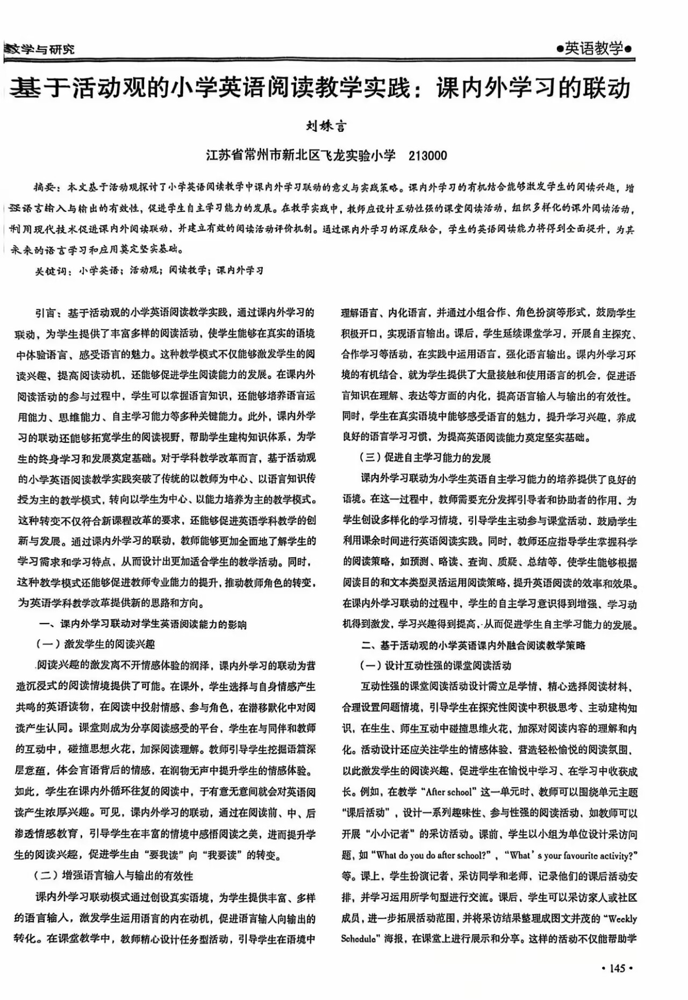 教学与研究
●英语教学●
基于活动观的小学英语阅读教学实践：课内外学习的联动
刘姝言
江苏省常州市新北区飞龙实验小学 213000
摘要：本文基于活动观探讨了小学英语阅读教学中课内外学习联动的意义与实践策略。课内外学习的有机结合能够激发学生的阅读兴趣，增
强语言输入与输出的有效性，促进学生自主学习能力的发展。在教学实践中，教师应设计互动性强的课堂阅读活动，组织多样化的课外阅读活动，
利用现代技术促进课内外阅读联动，并建立有效的阅读活动评价机制。通过课内外学习的深度融合，学生的英语阅读能力将得到全面提升，为其
未来的语言学习和应用奠定坚实基础。
关键词：小学英语；活动观；阅读教学；课内外学习
引言：基于活动观的小学英语阅读教学实践，通过课内外学习的
联动，为学生提供了丰富多样的阅读活动，使学生能够在真实的语境
中体验语言、感受语言的魅力。这种教学模式不仅能够激发学生的阅
读兴趣，提高阅读动机，还能够促进学生阅读能力的发展。在课内外
阅读活动的参与过程中，学生可以掌握语言知识，还能够培养语言运
用能力、思维能力、自主学习能力等多种关键能力。此外，课内外学
习的联动还能够拓宽学生的阅读视野，帮助学生建构知识体系，为学
生的终身学习和发展奠定基础。对于学科教学改革而言，基于活动观
的小学英语阅读教学实践突破了传统的以教师为中心、以语言知识传
授为主的教学模式，转向以学生为中心、以能力培养为主的教学模式。
这种转变不仅符合新课程改革的要求，还能够促进英语学科教学的创
新与发展。通过课内外学习的联动，教师能够更加全面地了解学生的
学习需求和学习特点，从而设计出更加适合学生的教学活动。同时，
这种教学模式还能够促进教师专业能力的提升，推动教师角色的转变，
为英语学科教学改革提供新的思路和方向。
一、课内外学习联动对学生英语阅读能力的影响
（一）激发学生的阅读兴趣
阅读兴趣的激发离不开情感体验的润泽，课内外学习的联动为营
造沉浸式的阅读情境提供了可能。在课外，学生选择与自身情感产生
共鸣的英语读物，在阅读中投射情感、参与角色，在潜移默化中对阅
读产生认同。课堂则成为分享阅读感受的平台，学生在与同伴和教师
的互动中，碰撞思想火花，加深阅读理解。教师引导学生挖掘语篇深
层意蕴，体会言语背后的情感，在润物无声中提升学生的情感体验。
如此，学生在课内外循环往复的阅读中，于有意无意间就会对英语阅
读产生浓厚兴趣。可见，课内外学习的联动，通过在阅读前、中、后
渗透情感教育，引导学生在丰富的情境中感悟阅读之美，进而提升学
生的阅读兴趣，促进学生由“要我读”向“我要读”的转变。
（二）增强语言输入与输出的有效性
课内外学习联动模式通过创设真实语境，为学生提供丰富、多样
的语言输入，激发学生运用语言的内在动机，促进语言输入向输出的
转化。在课堂教学中，教师精心设计任务型活动，引导学生在语境中
理解语言、内化语言，并通过小组合作、角色扮演等形式，鼓励学生
积极开口，实现语言输出。课后，学生延续课堂学习，开展自主探究、
合作学习等活动，在实践中运用语言，强化语言输出。课内外学习环
境的有机结合，就为学生提供了大量接触和使用语言的机会，促进语
言知识在理解、表达等方面的内化，提高语言输入与输出的有效性。
同时，学生在真实语境中能够感受语言的魅力，提升学习兴趣，养成
良好的语言学习习惯，为提高英语阅读能力奠定坚实基础。
（三）促进自主学习能力的发展
课内外学习联动为小学生英语自主学习能力的培养提供了良好的
语境。在这一过程中，教师需要充分发挥引导者和协助者的作用，为
学生创设多样化的学习情境，引导学生主动参与课堂活动，鼓励学生
利用课余时间进行英语阅读实践。同时，教师还应指导学生掌握科学
的阅读策略，如预测、略读、查询、质疑、总结等，使学生能够根据
阅读目的和文本类型灵活运用阅读策略，提升英语阅读的效率和效果。
在课内外学习联动的过程中，学生的自主学习意识得到增强、学习动
机得到激发，学习兴趣得到提高，从而促进学生自主学习能力的发展。
二、基于活动观的小学英语课内外融合阅读教学策略
（一）设计互动性强的课堂阅读活动
互动性强的课堂阅读活动设计需立足学情，精心选择阅读材料，
合理设置问题情境，引导学生在探究性阅读中积极思考、主动建构知
识，在生生、师生互动中碰撞思维火花，加深对阅读内容的理解和内
化。活动设计还应关注学生的情感体验，营造轻松愉悦的阅读氛围，
以此激发学生的阅读兴趣，促进学生在愉悦中学习、在学习中收获成
长。例如，在教学“After school”这一单元时、教师可以围绕单元主题
“课后活动”，设计一系列趣味性、参与性强的阅读活动，如教师可以
开展“小小记者”的采访活动。课前，学生以小组为单位设计采访问
题，如“What do you do after school?”，“What's your favourite activity?”
等。课上，学生扮演记者，采访同学和老师，记录他们的课后活动安
排，并学习运用所学句型进行交流。课后，学生可以采访家人或社区
成员，进一步拓展活动范围，并将采访结果整理成图文并茂的“Weekly
Schedule”海报，在课堂上进行展示和分享。这样的活动不仅能帮助学
·145·